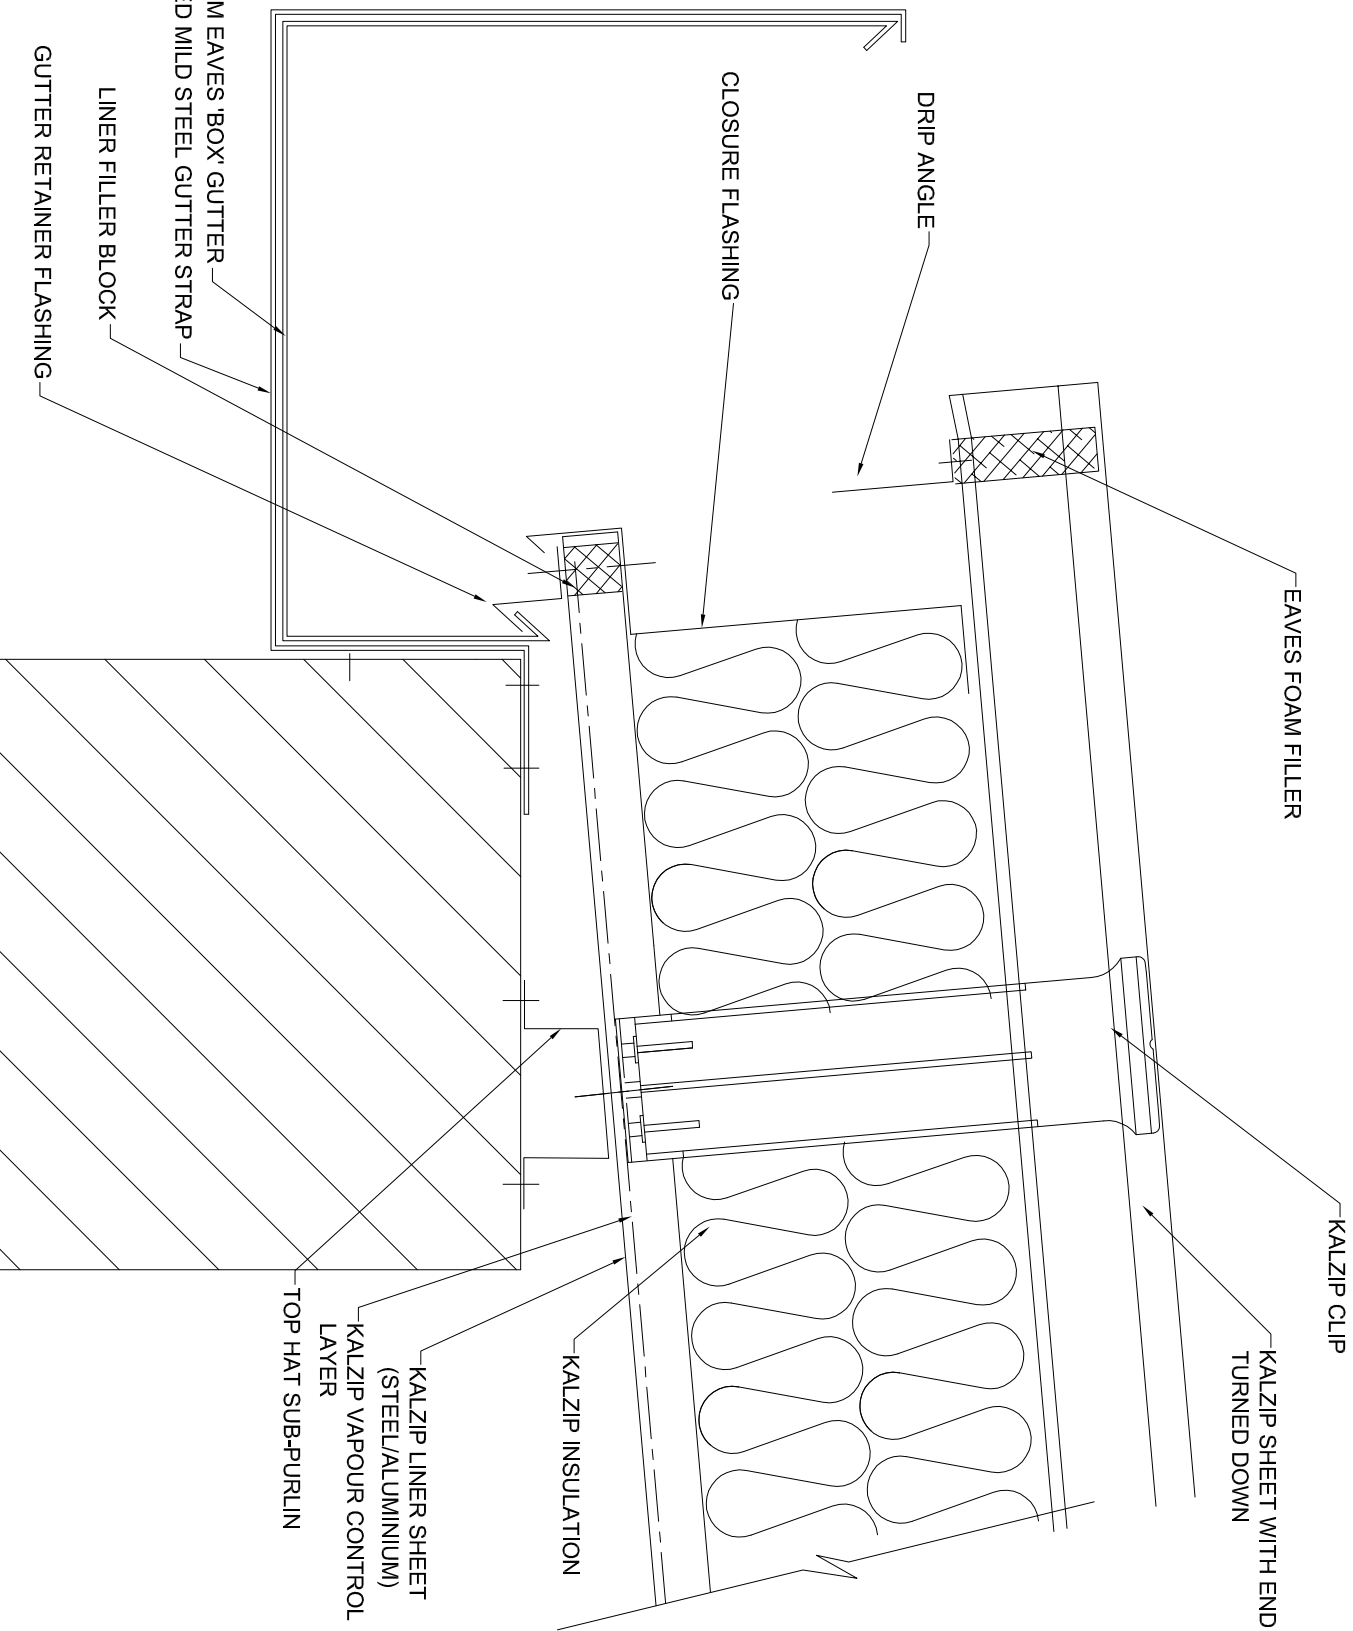 KALZIP CLIP
KALZIP SHEET WITH END
TURNED DOWN
EAVES FOAM FILLER
DRIP ANGLE
CLOSURE FLASHING
KALZIP INSULATION
KALZIP LINER SHEET
(STEEL/ALUMINIUM)
KALZIP VAPOUR CONTROL
LAYER
TOP HAT SUB-PURLIN
EAVES 'BOX' GUTTER
MILD STEEL GUTTER STRAP
LINER FILLER BLOCK
GUTTER RETAINER FLASHING